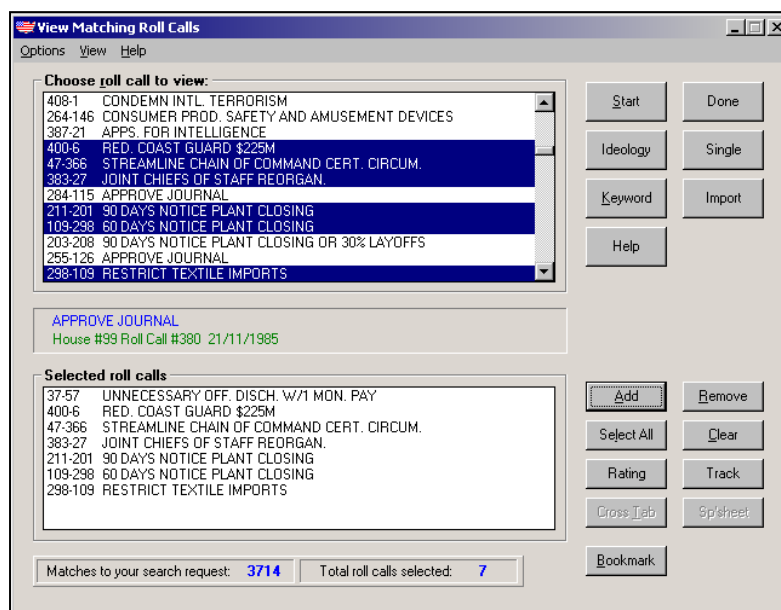 View Matching Roll Calls
Options View Help
Choose roll call to view:
408-1 CONDEMN INTL. TERRORISM
264-146 CONSUMER PROD. SAFETY AND AMUSEMENT DEVICES
387-21 APPS. FOR INTELLIGENCE
400-6 RED. COAST GUARD $225M
47-366 STREAMLINE CHAIN OF COMMAND CERT. CIRCUM.
383-27 JOINT CHIEFS OF STAFF REORGAN.
284-115 APPROVE JOURNAL
211-201 90 DAYS NOTICE PLANT CLOSING
109-298 60 DAYS NOTICE PLANT CLOSING
203-208 90 DAYS NOTICE PLANT CLOSING OR 30% LAYOFFS
255-126 APPROVE JOURNAL
298-109 RESTRICT TEXTILE IMPORTS
Start Done
Ideology Single
Keyword Import
Help
APPROVE JOURNAL
House #99 Roll Call #380 21/11/1985
Selected roll calls
37-57 UNNECESSARY OFF. DISCH. W/1 MON. PAY
400-6 RED. COAST GUARD $225M
47-366 STREAMLINE CHAIN OF COMMAND CERT. CIRCUM.
383-27 JOINT CHIEFS OF STAFF REORGAN.
211-201 90 DAYS NOTICE PLANT CLOSING
109-298 60 DAYS NOTICE PLANT CLOSING
298-109 RESTRICT TEXTILE IMPORTS
Add Remove
Select All Clear
Rating Track
Cross Tab Sp'sheet
Bookmark
Matches to your search request: 3714 Total roll calls selected: 7